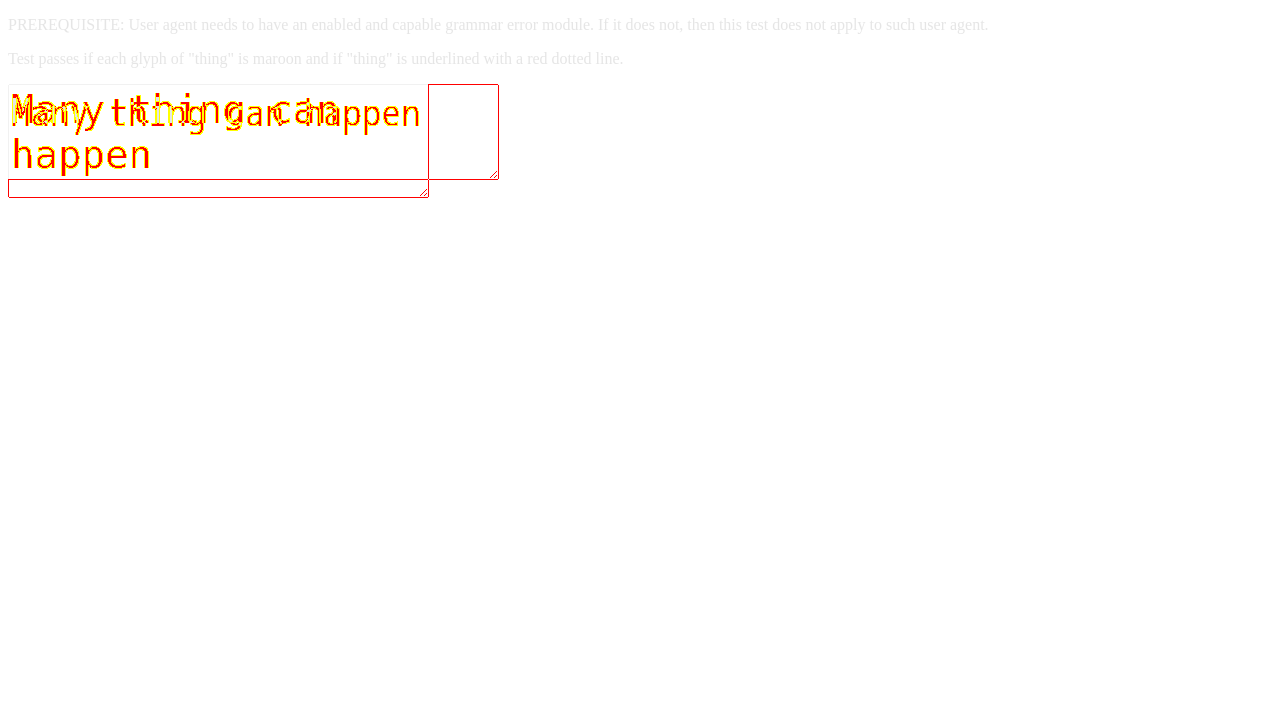 PREREQUISITE: User agent needs to have an enabled and capable grammar error module. If it does not, then this test does not apply to such user agent.
Test passes if each glyph of "thing" is maroon and if "thing" is underlined with a red dotted line.
Many thing can
Many thing can happen
happen